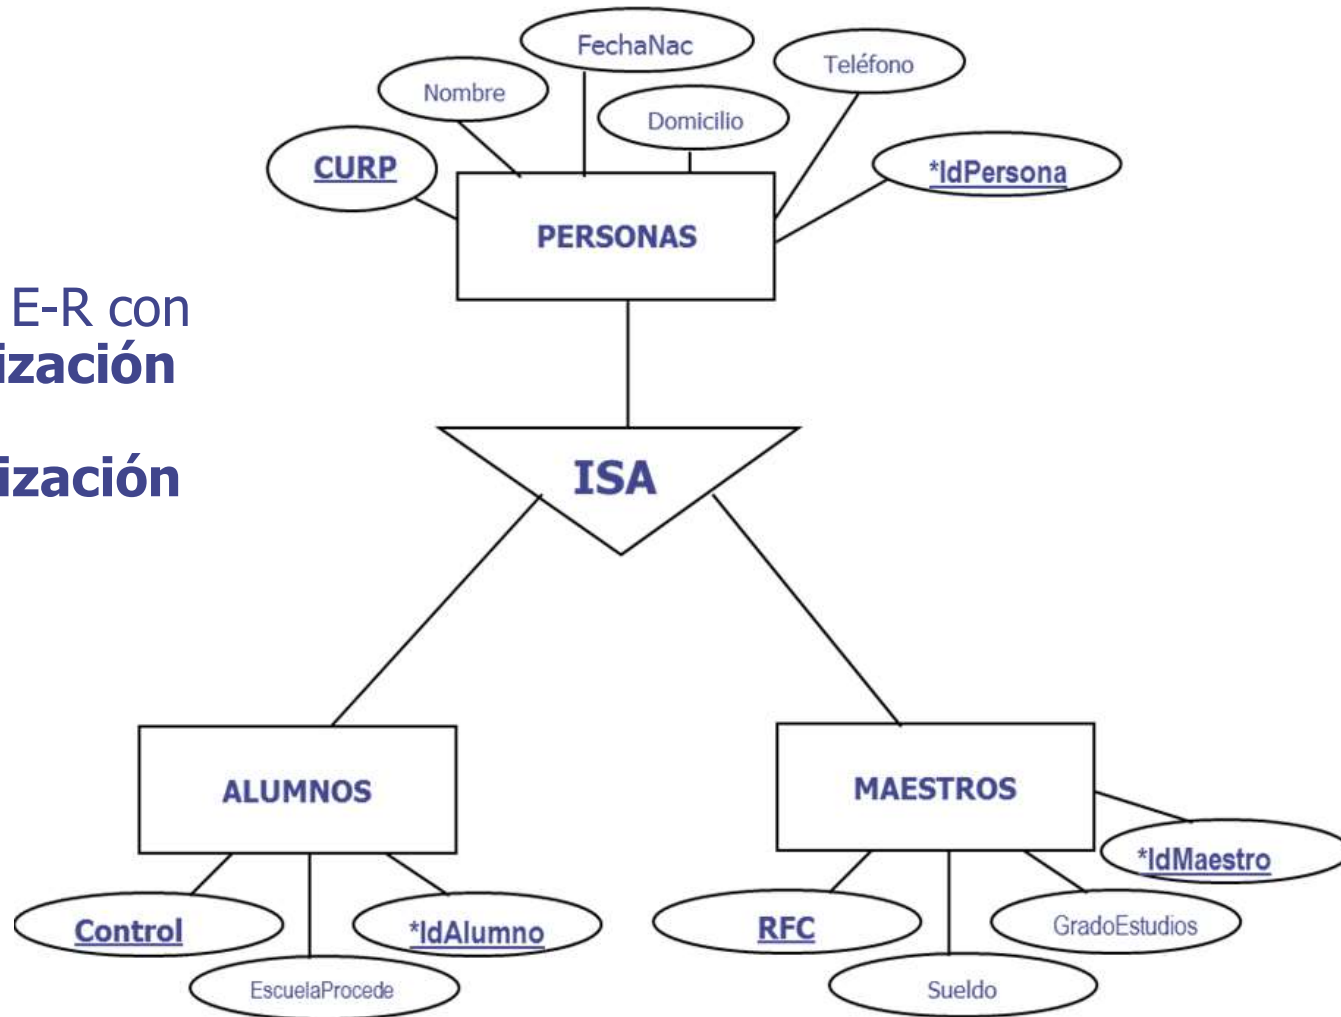 FechaNac
Teléfono
Nombre
Domicilio
CURP
*IdPersona
PERSONAS
E-R con
ización
ización
ISA
ALUMNOS
MAESTROS
*IdMaestro
Control
*IdAlumno
RFC
GradoEstudios
EscuelaProcede
Sueldo